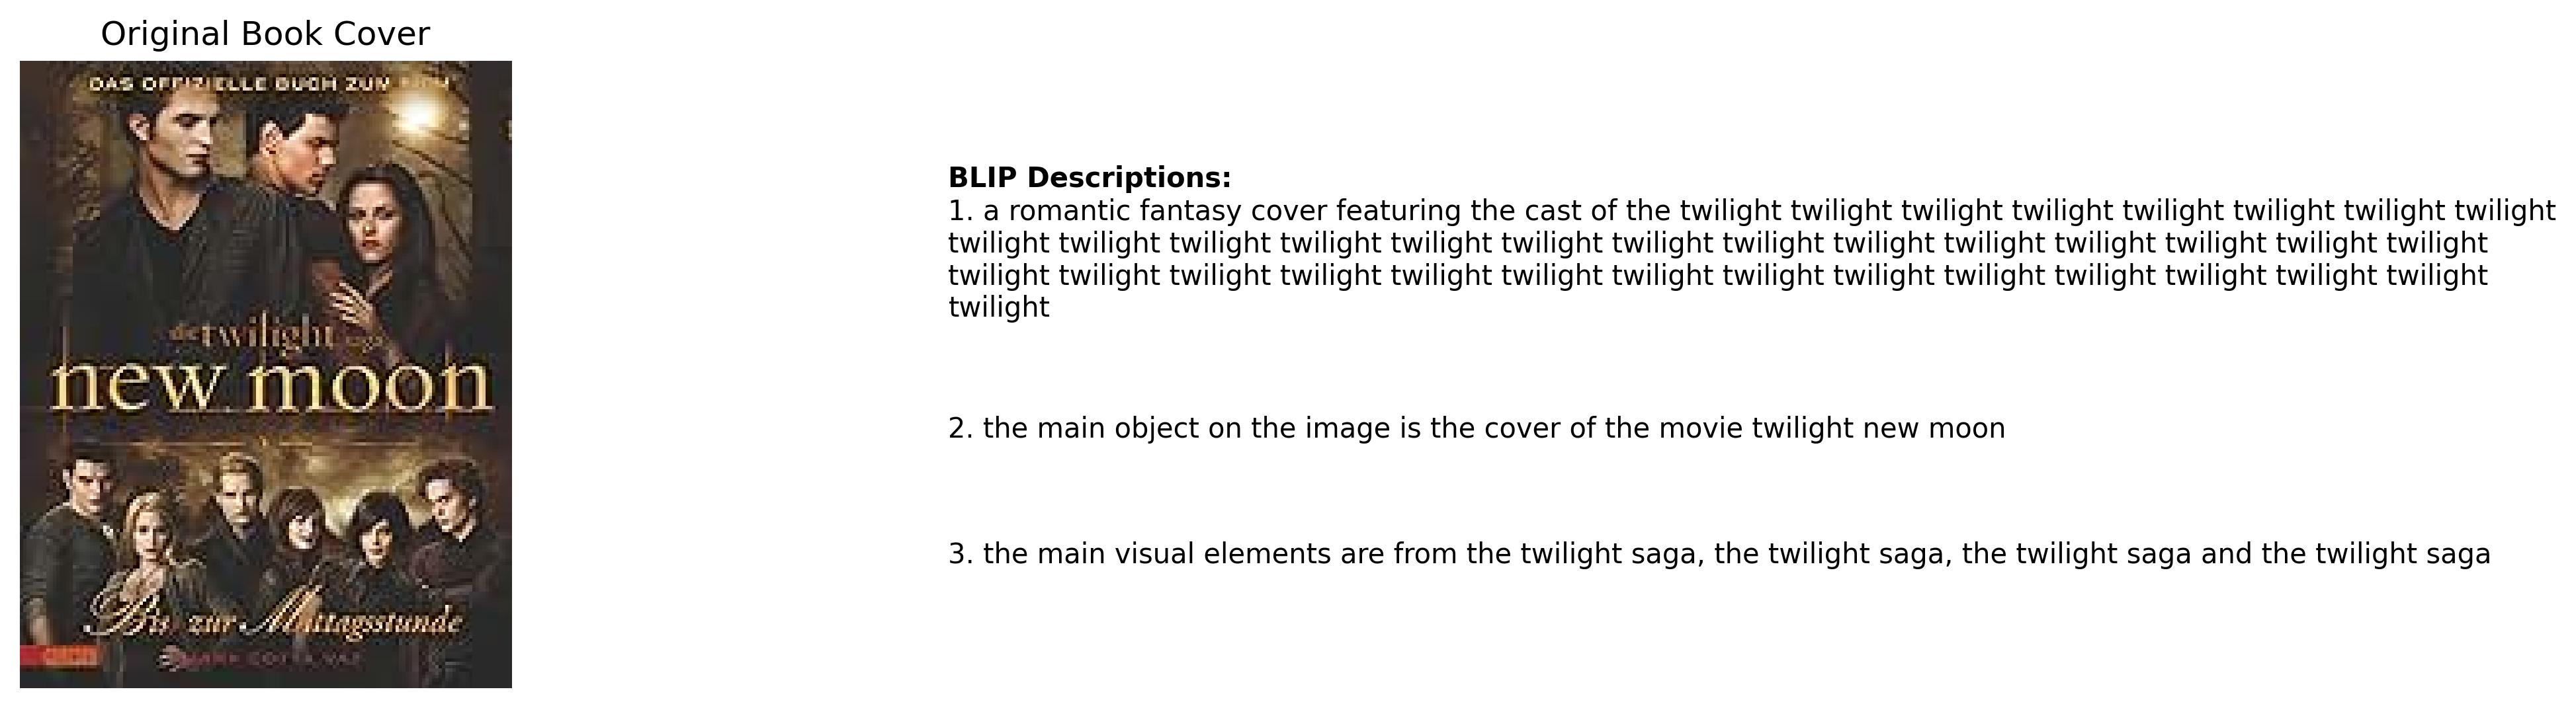 Original Book Cover
DAS OFFIZIELLE BUCH ZUM FILM
die twilight saga
new moon
Bis zur Mittagsstunde
MARK COTTA VAZ
BLIP Descriptions:
1. a romantic fantasy cover featuring the cast of the twilight twilight twilight twilight twilight twilight twilight twilight
twilight twilight twilight twilight twilight twilight twilight twilight twilight twilight twilight twilight twilight twilight
twilight twilight twilight twilight twilight twilight twilight twilight twilight twilight twilight twilight twilight twilight
twilight
2. the main object on the image is the cover of the movie twilight new moon
3. the main visual elements are from the twilight saga, the twilight saga, the twilight saga and the twilight saga